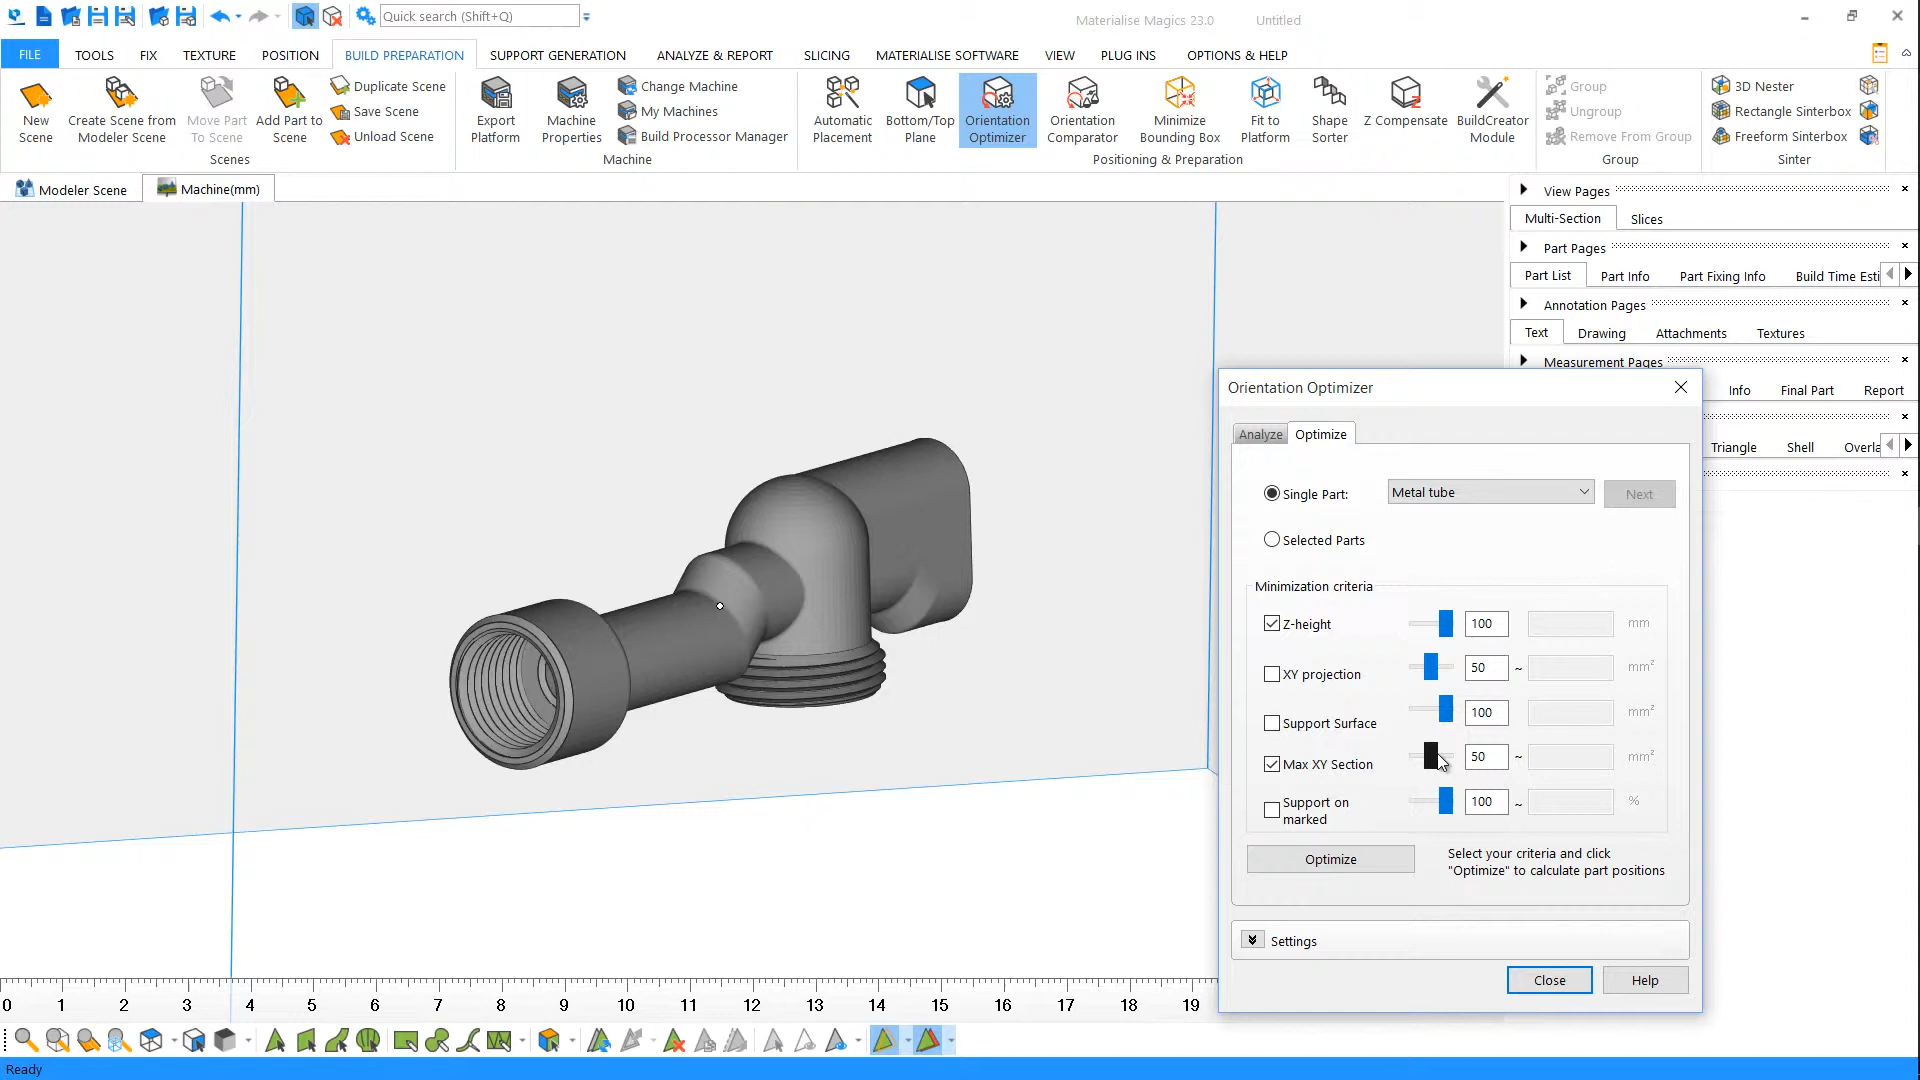 Quick search (Shift+Q)
Materialise Magics 23.0
Untitled
FILE
TOOLS
FIX
TEXTURE
POSITION
BUILD PREPARATION
SUPPORT GENERATION
ANALYZE & REPORT
SLICING
MATERIALISE SOFTWARE
VIEW
PLUG INS
OPTIONS & HELP
New
Scene
Create Scene from
Modeler Scene
Move Part
To Scene
Add Part to
Scene
Duplicate Scene
Save Scene
Unload Scene
Scenes
Export
Platform
Machine
Properties
Change Machine
My Machines
Build Processor Manager
Machine
Automatic
Placement
Bottom/Top
Plane
Orientation
Optimizer
Orientation
Comparator
Minimize
Bounding Box
Fit to
Platform
Shape
Sorter
Z Compensate
BuildCreator
Module
Positioning & Preparation
Group
Ungroup
Remove From Group
Group
3D Nester
Rectangle Sinterbox
Freeform Sinterbox
Sinter
Modeler Scene
Machine(mm)
View Pages
Multi-Section
Slices
Part Pages
Part List
Part Info
Part Fixing Info
Build Time Esti
Annotation Pages
Text
Drawing
Attachments
Textures
Measurement Pages
Info
Final Part
Report
Triangle
Shell
Overla
Orientation Optimizer
Analyze
Optimize
Single Part:
Metal tube
Next
Selected Parts
Minimization criteria
Z-height
100
mm
XY projection
50
~
mm²
Support Surface
100
mm²
Max XY Section
50
~
mm²
Support on
marked
100
~
%
Optimize
Select your criteria and click
"Optimize" to calculate part positions
Settings
Close
Help
0 1 2 3 4 5 6 7 8 9 10 11 12 13 14 15 16 17 18 19
Ready